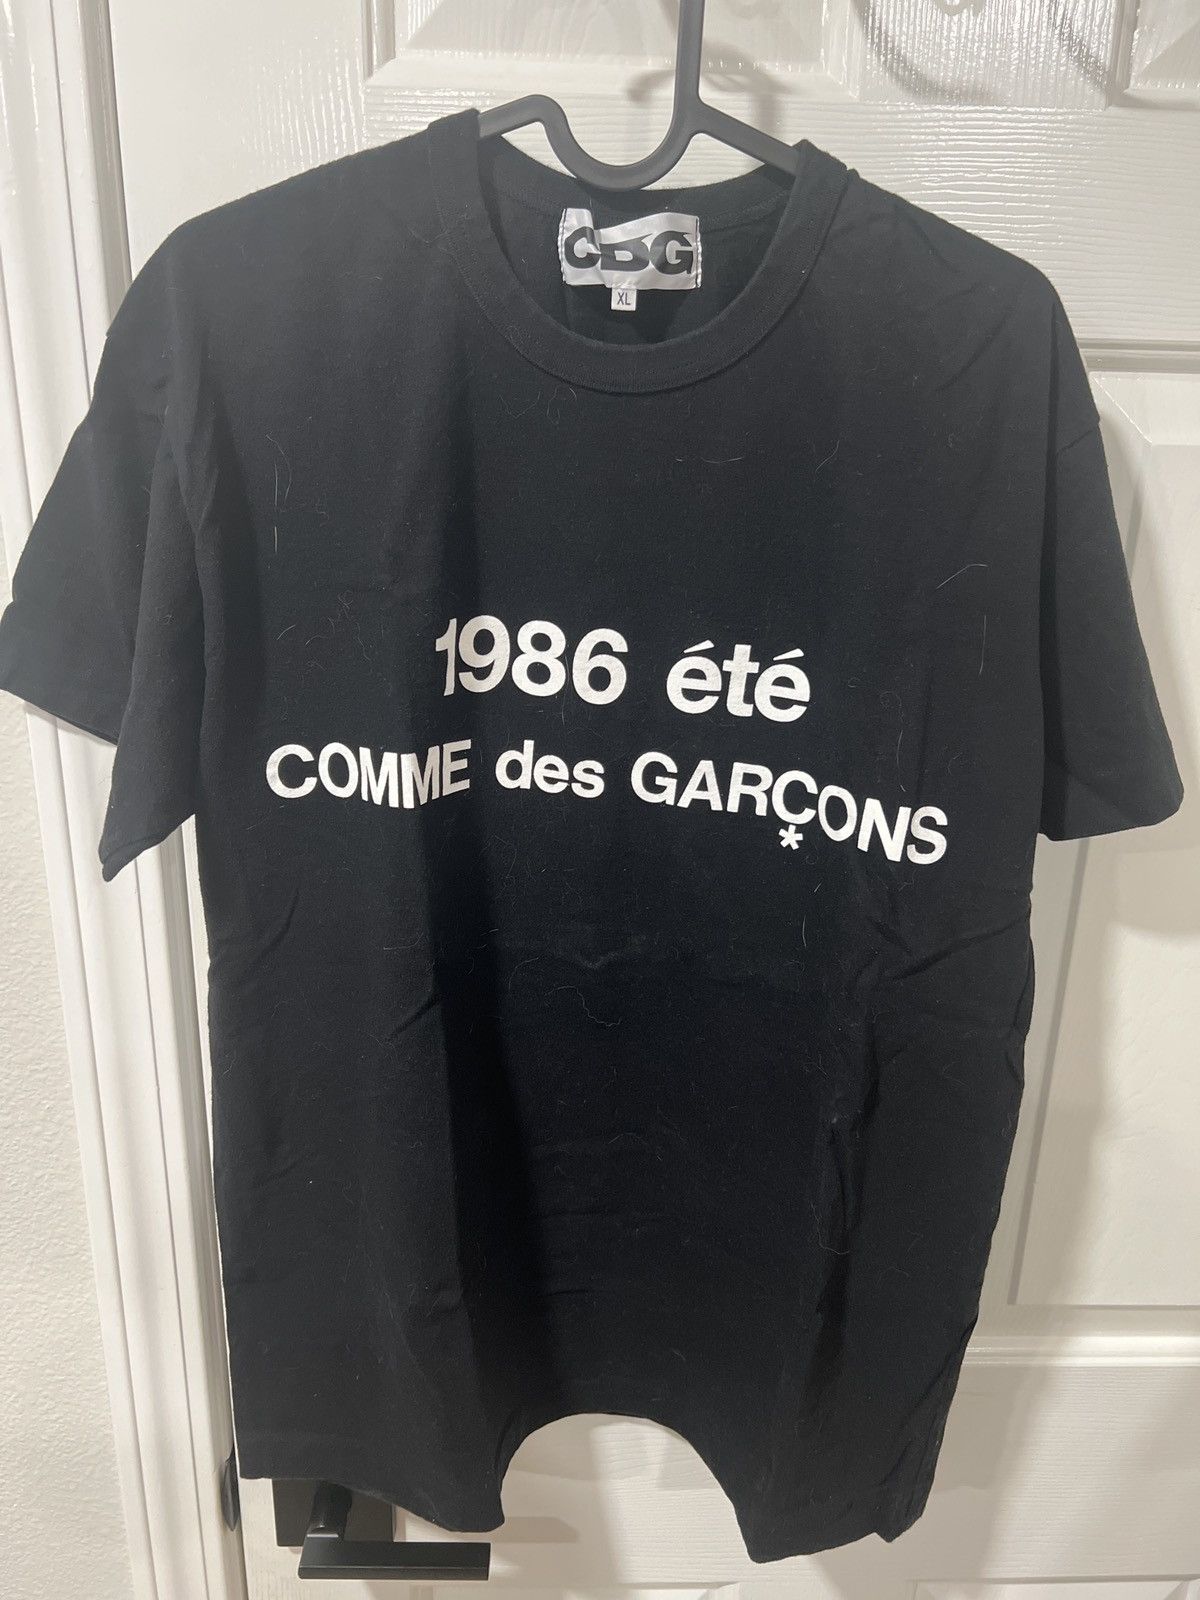 CDG
XL
1986 été
COMME des GARÇONS
*